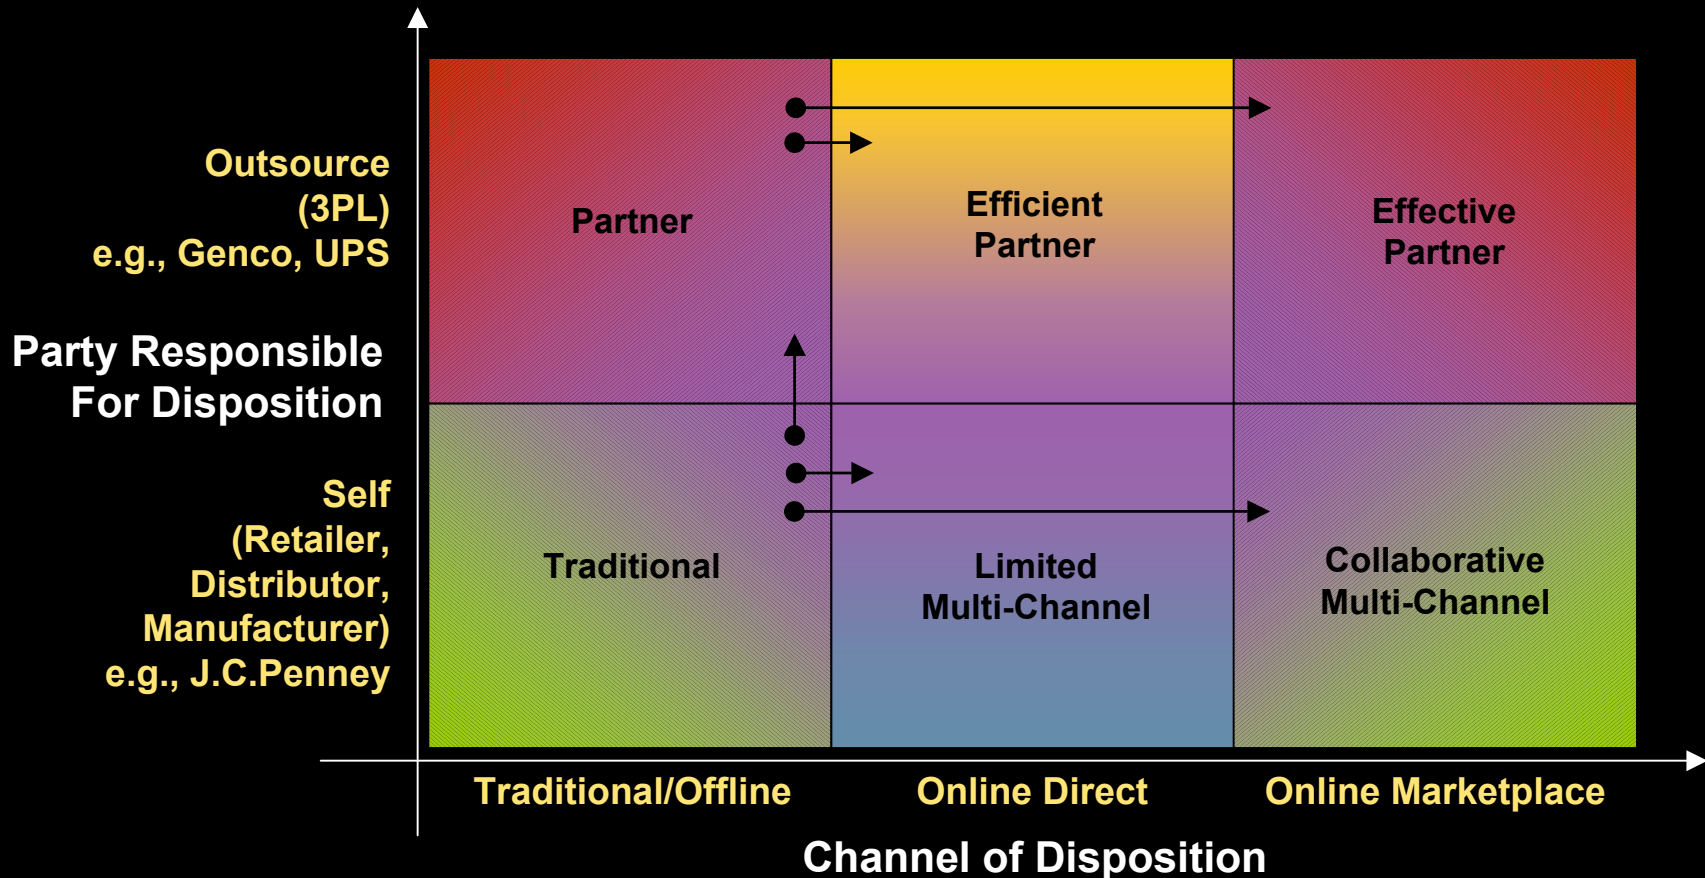 Outsource
(3PL)
e.g., Genco, UPS
Party Responsible
For Disposition
Self
(Retailer,
Distributor,
Manufacturer)
e.g., J.C.Penney
Partner
Efficient
Partner
Effective
Partner
Traditional
Limited
Multi-Channel
Collaborative
Multi-Channel
Traditional/Offline
Online Direct
Online Marketplace
Channel of Disposition